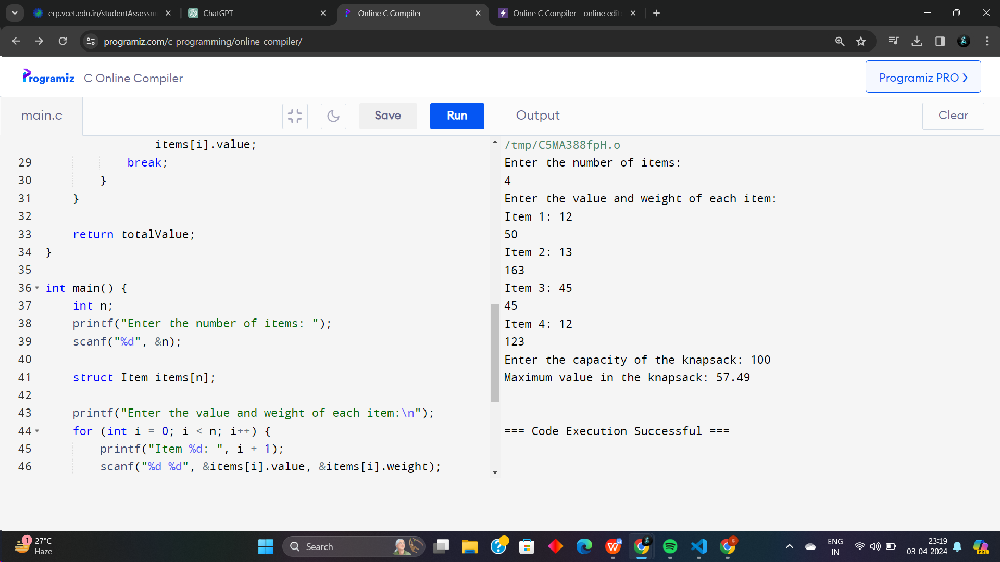 erp.vcet.edu.in/studentAssessm
ChatGPT
Online C Compiler
Online C Compiler - online edit
programiz.com/c-programming/online-compiler/
Programiz
C Online Compiler
Programiz PRO ❯
main.c
Save
Run
Output
Clear
items[i].value;
29 break;
30 }
31 }
32
33 return totalValue;
34 }
35
36 int main() {
37 int n;
38 printf("Enter the number of items: ");
39 scanf("%d", &n);
40
41 struct Item items[n];
42
43 printf("Enter the value and weight of each item:\n");
44 for (int i = 0; i < n; i++) {
45 printf("Item %d: ", i + 1);
46 scanf("%d %d", &items[i].value, &items[i].weight);
/tmp/C5MA388fpH.o
Enter the number of items:
4
Enter the value and weight of each item:
Item 1: 12
50
Item 2: 13
163
Item 3: 45
45
Item 4: 12
123
Enter the capacity of the knapsack: 100
Maximum value in the knapsack: 57.49
=== Code Execution Successful ===
1
27°C
Haze
Search
W
S
ENG
IN
23:19
03-04-2024
PRE